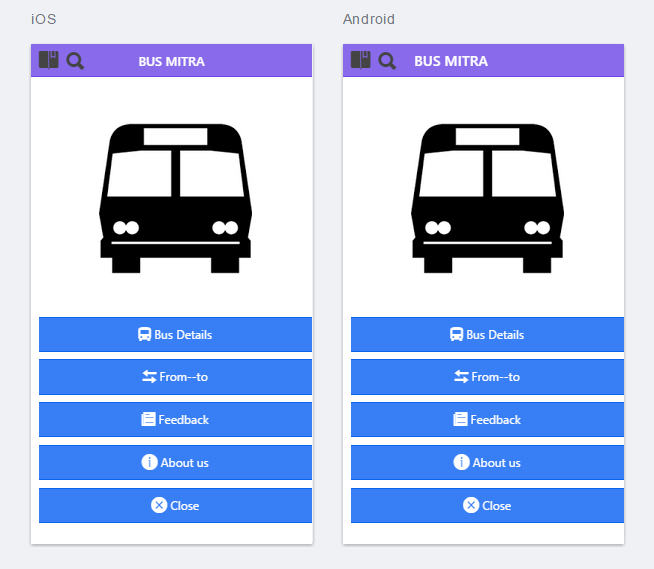 iOS
BUS MITRA
Bus Details
From--to
Feedback
About us
Close
Android
BUS MITRA
Bus Details
From--to
Feedback
About us
Close